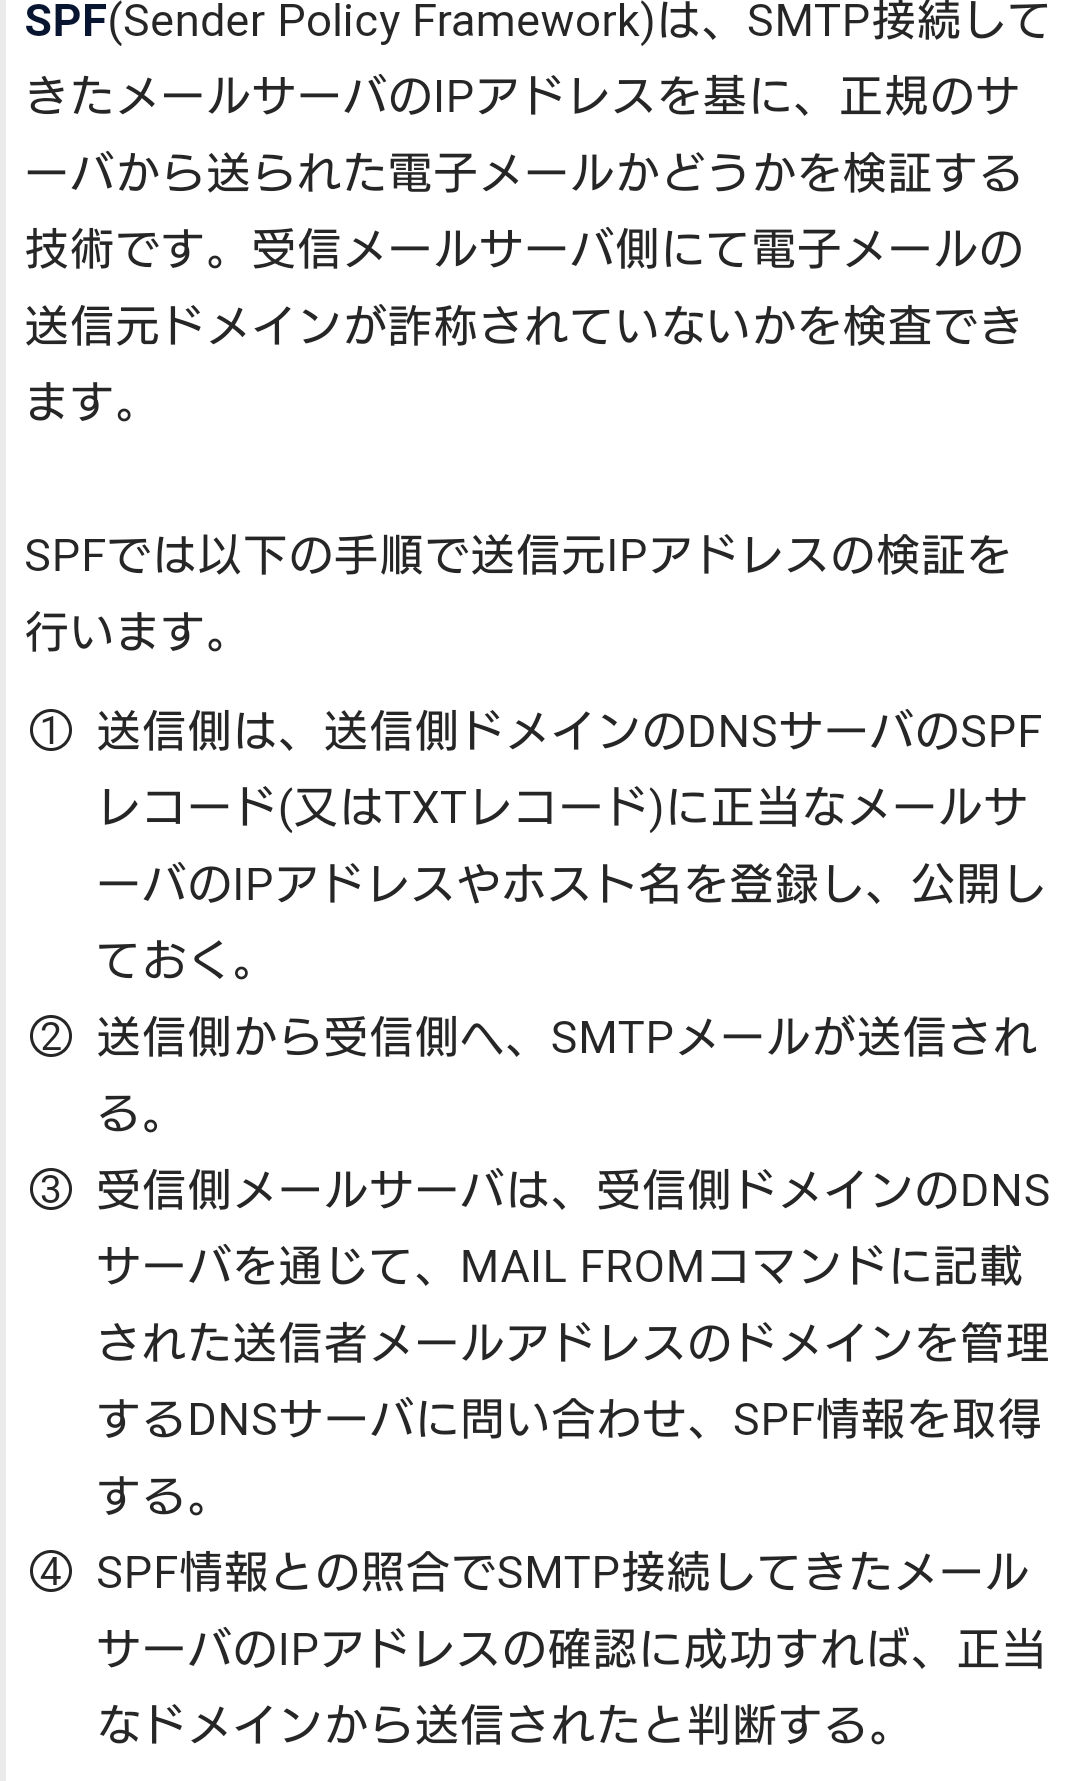 SPF(Sender Policy Framework)は、SMTP接続して
きたメールサーバのIPアドレスを基に、正規のサ
ーバから送られた電子メールかどうかを検証する
技術です。受信メールサーバ側にて電子メールの
送信元ドメインが詐称されていないかを検査でき
ます。
SPFでは以下の手順で送信元IPアドレスの検証を
行います。
① 送信側は、送信側ドメインのDNSサーバのSPF
レコード(又はTXTレコード)に正当なメールサ
ーバのIPアドレスやホスト名を登録し、公開し
ておく。
② 送信側から受信側へ、SMTPメールが送信され
る。
③ 受信側メールサーバは、受信側ドメインのDNS
サーバを通じて、MAIL FROMコマンドに記載
された送信者メールアドレスのドメインを管理
するDNSサーバに問い合わせ、SPF情報を取得
する。
④ SPF情報との照合でSMTP接続してきたメール
サーバのIPアドレスの確認に成功すれば、正当
なドメインから送信されたと判断する。